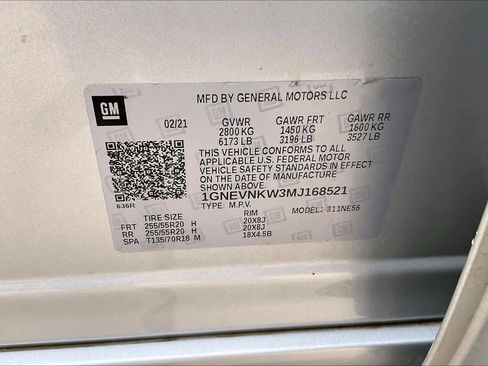 GM
MFD BY GENERAL MOTORS LLC
02/21 GVWR GAWR FRT GAWR RR
2800 KG 1450 KG 1600 KG
6173 LB 3196 LB 3527 LB
THIS VEHICLE CONFORMS TO ALL
APPLICABLE U.S. FEDERAL MOTOR
VEHICLE SAFETY STANDARDS IN EFFECT
ON THE DATE OF MANUFACTURE SHOWN ABOVE.
1GNEVNKW3MJ168521
636R TYPE: M.P.V. MODEL: 311NE56
TIRE SIZE RIM
FRT 255/55R20 H 20X8J
RR 255/55R20 H 20X8J
SPA T135/70R18 M 18X4.5B